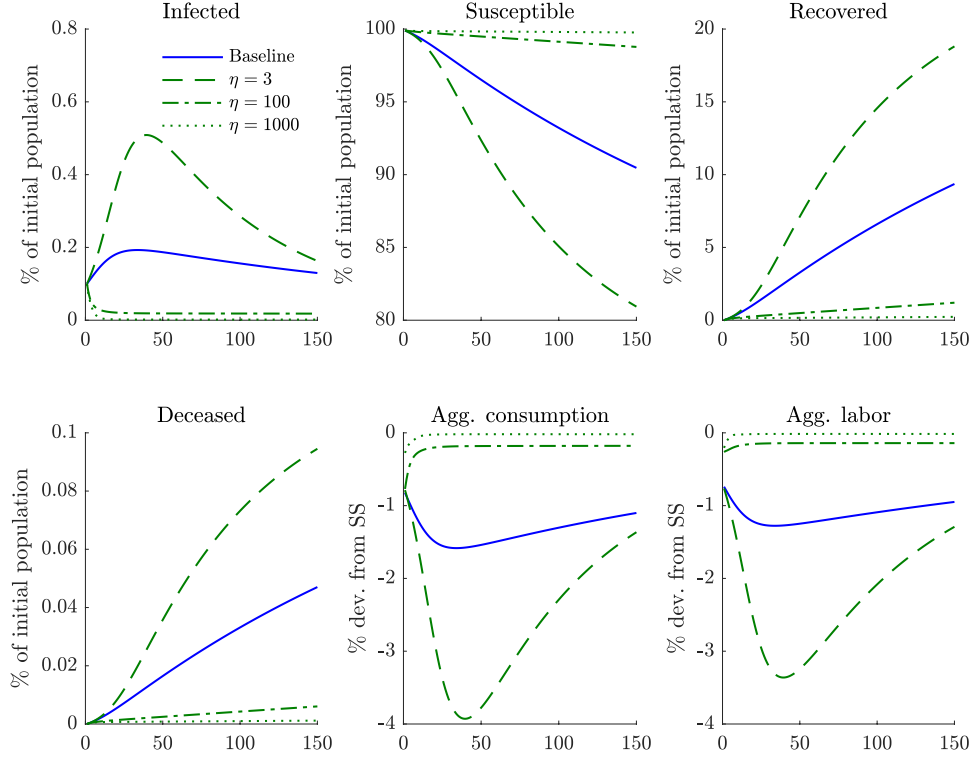 Infected
% of initial population
0.8
0.6
0.4
0.2
0
0 50 100 150
Baseline
η = 3
η = 100
η = 1000
Susceptible
% of initial population
100
95
90
85
80
0 50 100 150
Recovered
% of initial population
20
15
10
5
0
0 50 100 150
Deceased
% of initial population
0.1
0.08
0.06
0.04
0.02
0
0 50 100 150
Agg. consumption
% dev. from SS
0
-1
-2
-3
-4
0 50 100 150
Agg. labor
% dev. from SS
0
-1
-2
-3
-4
0 50 100 150